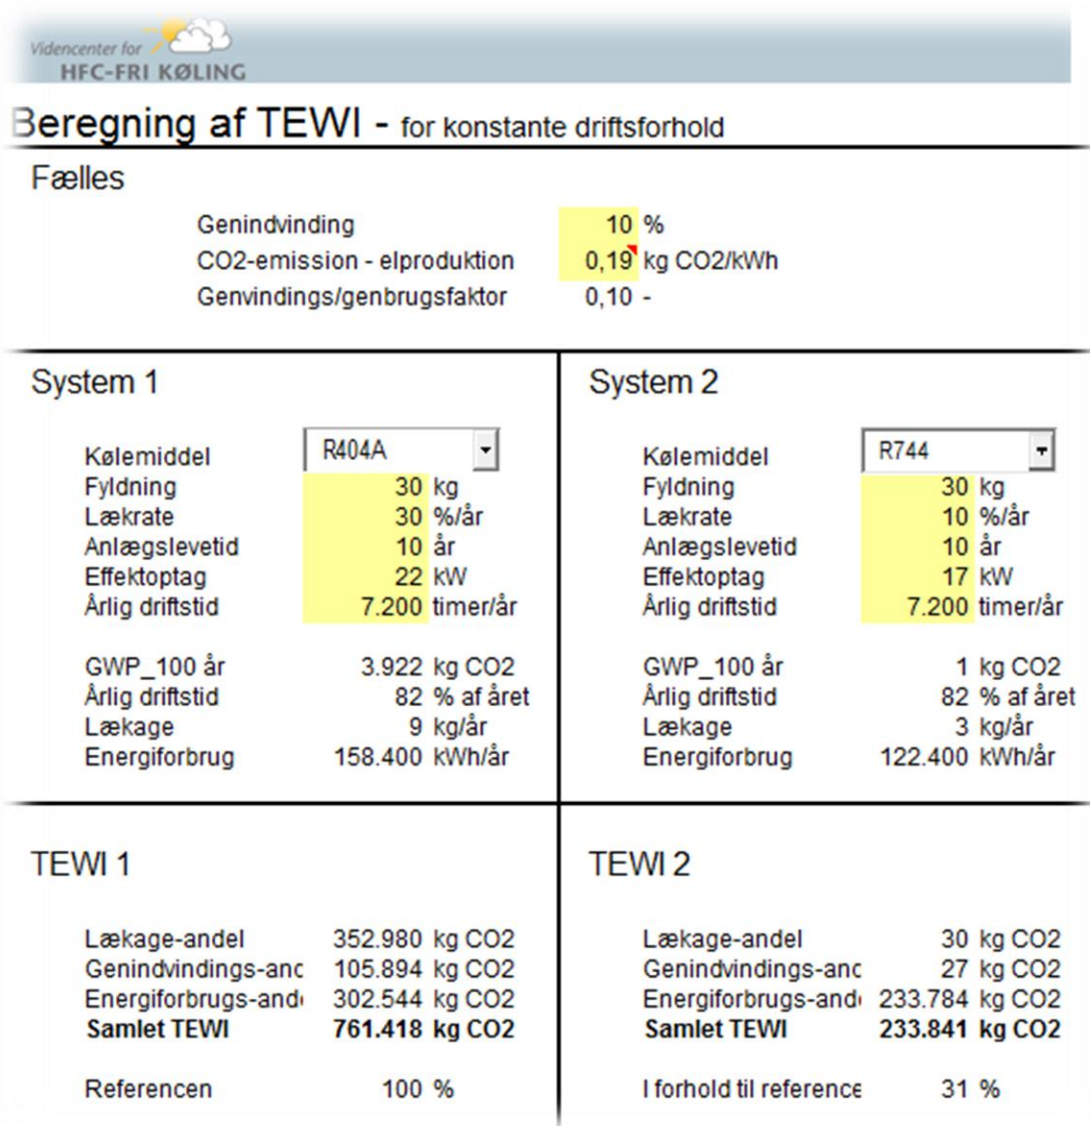 Videncenter for
HFC-FRI KØLING
Beregning af TEWI - for konstante driftsforhold
Fælles
Genindvinding 10 %
CO2-emission - elproduktion 0,19 kg CO2/kWh
Genvindings/genbrugsfaktor 0,10 -
System 1
Kølemiddel R404A
Fyldning 30 kg
Lækrate 30 %/år
Anlægslevetid 10 år
Effektoptag 22 kW
Årlig driftstid 7.200 timer/år
GWP_100 år 3.922 kg CO2
Årlig driftstid 82 % af året
Lækage 9 kg/år
Energiforbrug 158.400 kWh/år
System 2
Kølemiddel R744
Fyldning 30 kg
Lækrate 10 %/år
Anlægslevetid 10 år
Effektoptag 17 kW
Årlig driftstid 7.200 timer/år
GWP_100 år 1 kg CO2
Årlig driftstid 82 % af året
Lækage 3 kg/år
Energiforbrug 122.400 kWh/år
TEWI 1
Lækage-andel 352.980 kg CO2
Genindvindings-anc 105.894 kg CO2
Energiforbrugs-and 302.544 kg CO2
Samlet TEWI 761.418 kg CO2
Referencen 100 %
TEWI 2
Lækage-andel 30 kg CO2
Genindvindings-anc 27 kg CO2
Energiforbrugs-and 233.784 kg CO2
Samlet TEWI 233.841 kg CO2
I forhold til reference 31 %